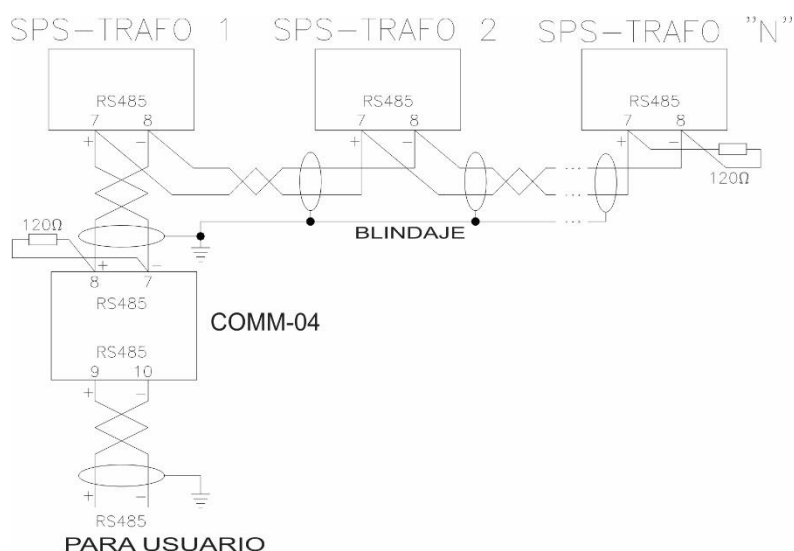 SPS-TRAFO 1 SPS-TRAFO 2 SPS-TRAFO "N"
RS485 RS485 RS485
7 8 7 8 7 8
+ - + - + -
120Ω
BLINDAJE
120Ω
+ -
8 7
RS485
COMM-04
RS485
9 10
+ -
+ -
RS485
PARA USUARIO